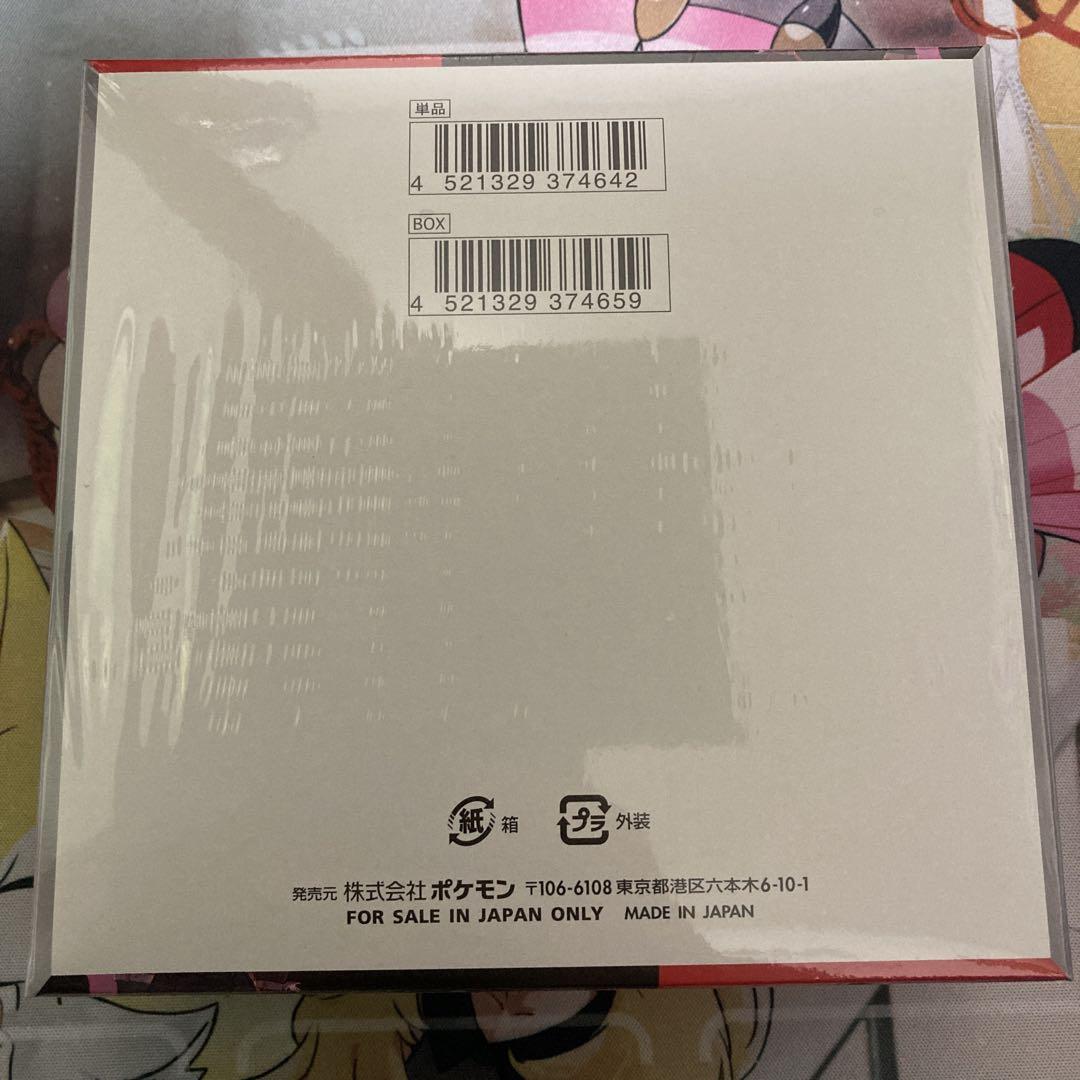 単品
4 521329 374642
BOX
4 521329 374659
紙 箱
プラ 外装
発売元 株式会社 ポケモン 〒106-6108 東京都港区六本木6-10-1
FOR SALE IN JAPAN ONLY MADE IN JAPAN